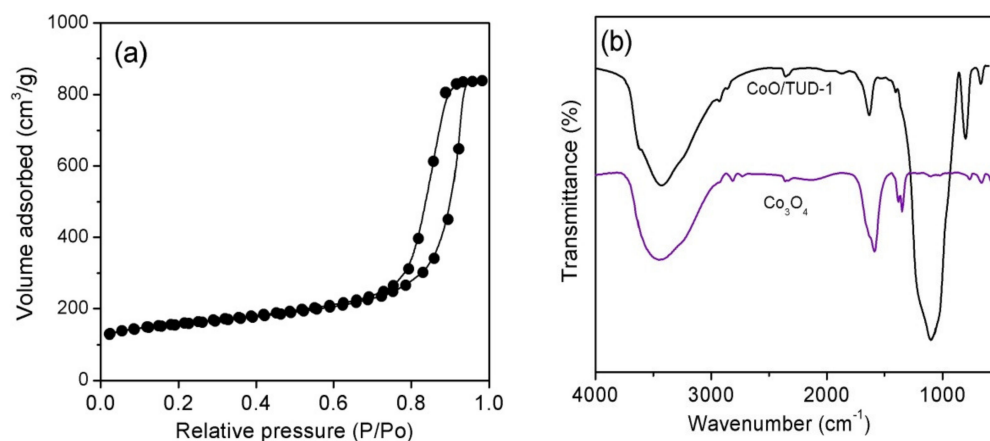 (a)
Volume adsorbed (cm³/g)
1000
800
600
400
200
0
0.0 0.2 0.4 0.6 0.8 1.0
Relative pressure (P/Po)
(b)
Transmittance (%)
CoO/TUD-1
Co₃O₄
4000 3000 2000 1000
Wavenumber (cm⁻¹)